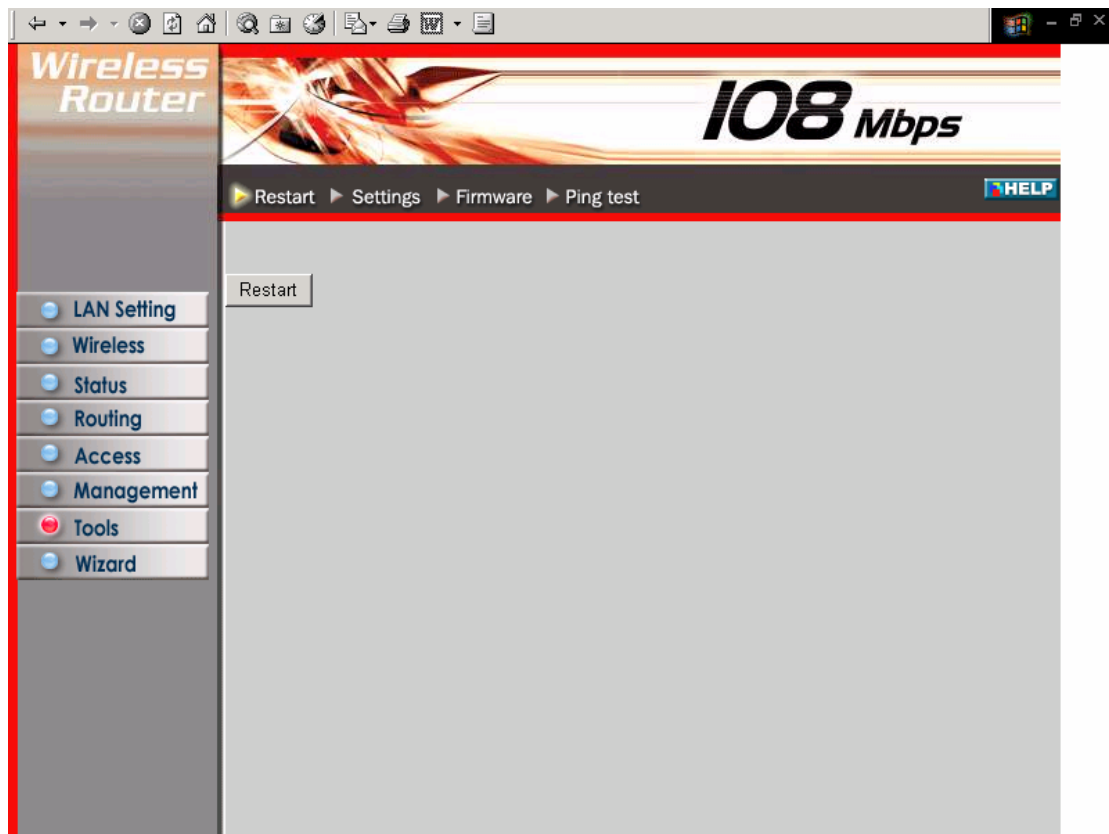 Wireless
Router
108 Mbps
Restart Settings Firmware Ping test
HELP
Restart
LAN Setting
Wireless
Status
Routing
Access
Management
Tools
Wizard